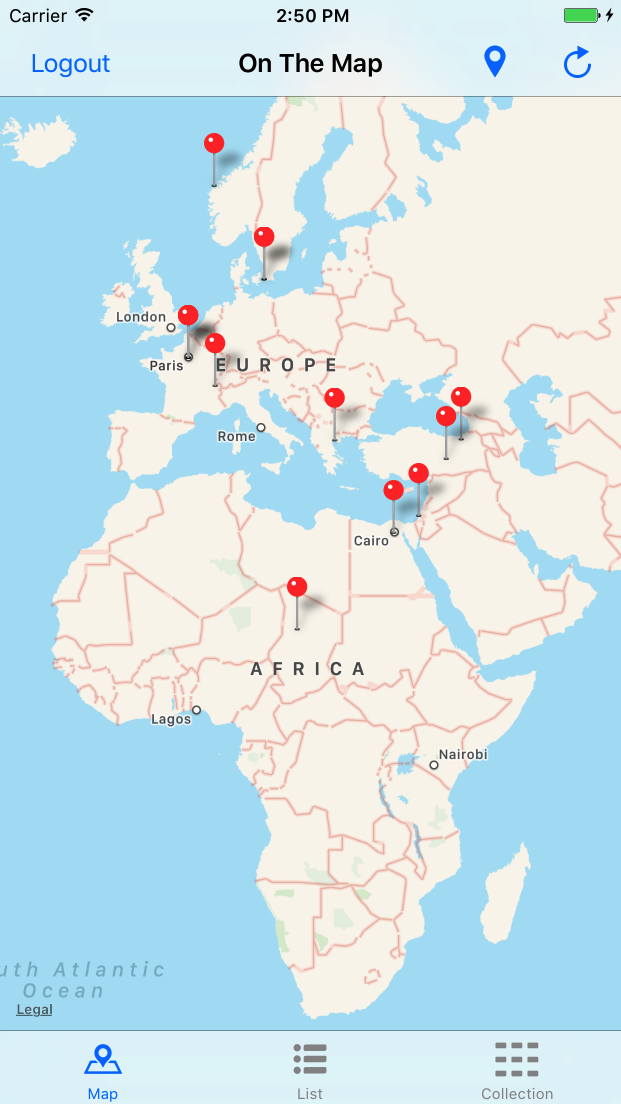 Carrier 2:50 PM
Logout On The Map
London
Paris
EUROPE
Rome
Cairo
AFRICA
Lagos
Nairobi
uth Atlantic
Ocean
Legal
Map List Collection